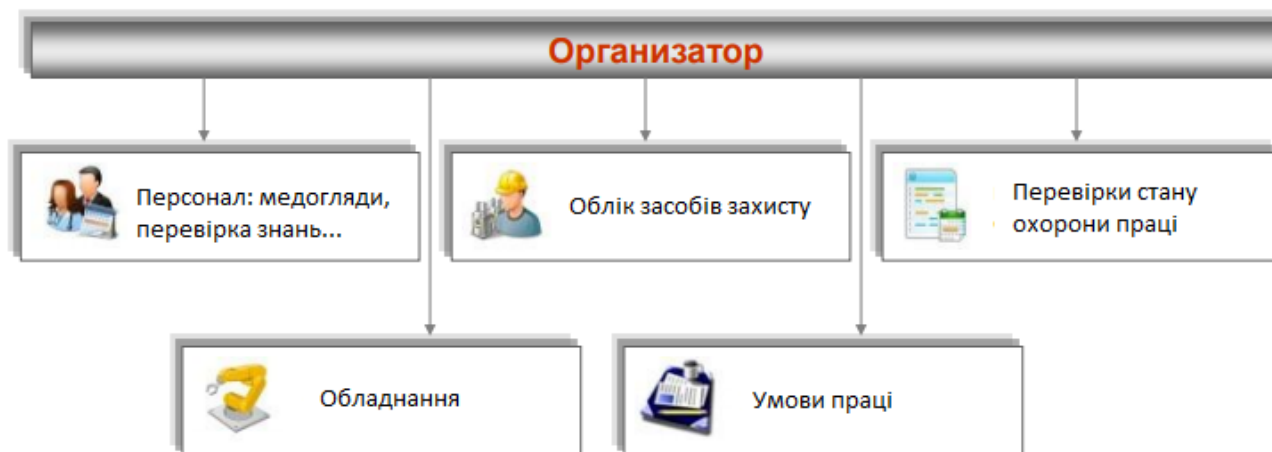 Организатор
Персонал: медогляди,
перевірка знань...
Облік засобів захисту
Перевірки стану
охорони праці
Обладнання
Умови праці